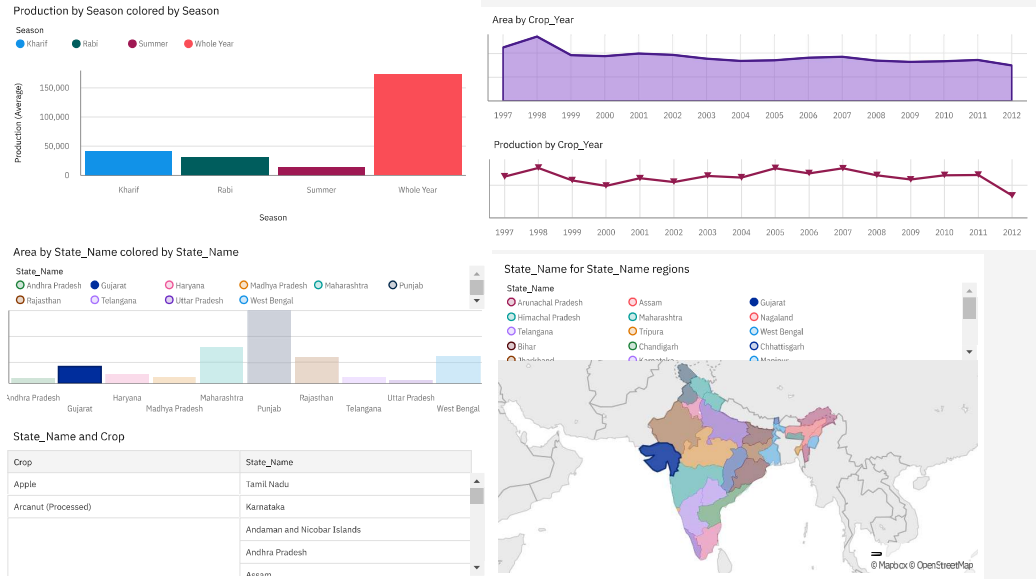 Production by Season colored by Season
Season
Kharif Rabi Summer Whole Year
Production (Average)
150,000
100,000
50,000
0
Kharif Rabi Summer Whole Year
Season
Area by Crop_Year
1997 1998 1999 2000 2001 2002 2003 2004 2005 2006 2007 2008 2009 2010 2011 2012
Production by Crop_Year
1997 1998 1999 2000 2001 2002 2003 2004 2005 2006 2007 2008 2009 2010 2011 2012
Area by State_Name colored by State_Name
State_Name
Andhra Pradesh Gujarat Haryana Madhya Pradesh Maharashtra Punjab
Rajasthan Telangana Uttar Pradesh West Bengal
Andhra Pradesh Haryana Maharashtra Rajasthan Uttar Pradesh
Gujarat Madhya Pradesh Punjab Telangana West Bengal
State_Name and Crop
Crop State_Name
Apple Tamil Nadu
Arcanut (Processed) Karnataka
Andaman and Nicobar Islands
Andhra Pradesh
Assam
State_Name for State_Name regions
State_Name
Arunachal Pradesh Assam Gujarat
Himachal Pradesh Maharashtra Nagaland
Telangana Tripura West Bengal
Bihar Chandigarh Chhattisgarh
Jharkhand Karnataka Manipur
© Mapbox © OpenStreetMap